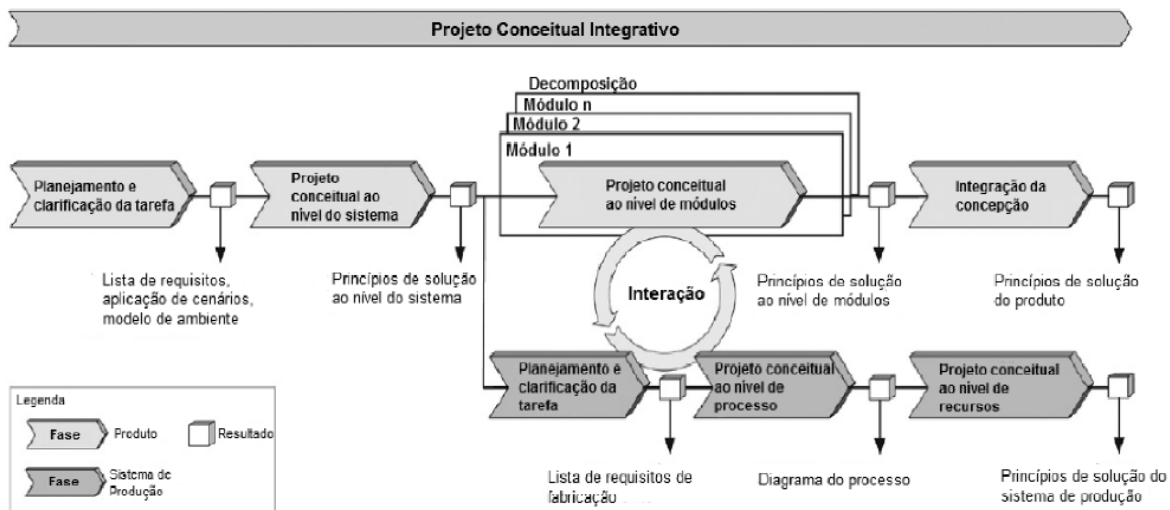 Projeto Conceitual Integrativo
Decomposição
Módulo n
Módulo 2
Módulo 1
Planejamento e
clarificação da tarefa
Projeto
conceitual ao
nível do sistema
Projeto conceitual
ao nível de módulos
Integração da
concepção
Lista de requisitos,
aplicação de cenários,
modelo de ambiente
Princípios de solução
ao nível do sistema
Interação
Princípios de solução
ao nível de módulos
Princípios de solução
do produto
Planejamento e
clarificação da
tarefa
Projeto conceitual
ao nível de
processo
Projeto conceitual
ao nível de
recursos
Lista de requisitos de
fabricação
Diagrama do processo
Princípios de solução do
sistema de produção
Legenda
Fase
Produto
Resultado
Fase
Sistema de
Produção